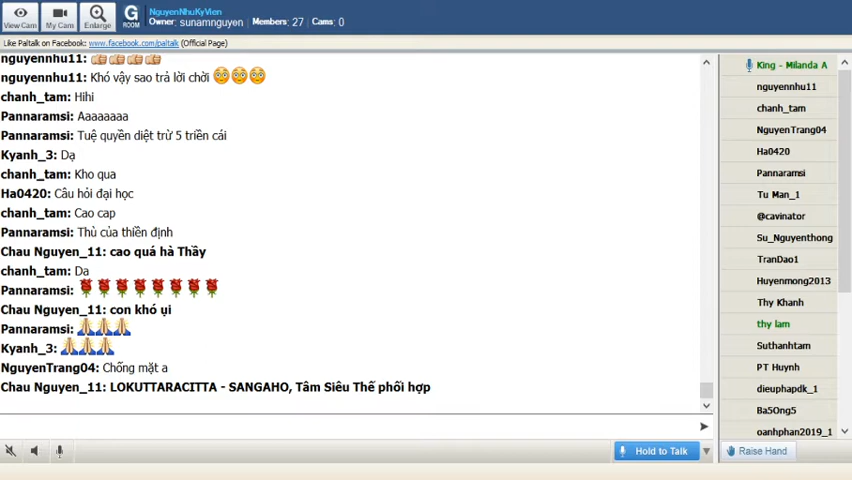 View Cam
My Cam
Enlarge
G
ROOM
NguyenNhuKyVien
Owner: sunamnguyen Members: 27 Cams: 0
Like Paltalk on Facebook: www.facebook.com/paltalk (Official Page)
nguyennhu11:
nguyennhu11: Khó vậy sao trả lời chời
chanh_tam: Hihi
Pannaramsi: Aaaaaaaa
Pannaramsi: Tuệ quyền diệt trừ 5 triền cái
Kyanh_3: Dạ
chanh_tam: Kho qua
Ha0420: Câu hỏi đại học
chanh_tam: Cao cap
Pannaramsi: Thù của thiền định
Chau Nguyen_11: cao quá hà Thầy
chanh_tam: Da
Pannaramsi:
Chau Nguyen_11: con khó ụi
Pannaramsi:
Kyanh_3:
NguyenTrang04: Chống mặt a
Chau Nguyen_11: LOKUTTARACITTA - SANGAHO, Tâm Siêu Thế phối hợp
Hold to Talk
King - Milanda A
nguyennhu11
chanh_tam
NguyenTrang04
Ha0420
Pannaramsi
Tu Man_1
@cavinator
Su_Nguyenthong
TranDao1
Huyenmong2013
Thy Khanh
thy lam
Suthanhtam
PT Huynh
dieuphapdk_1
Ba5Ong5
oanhphan2019_1
Raise Hand